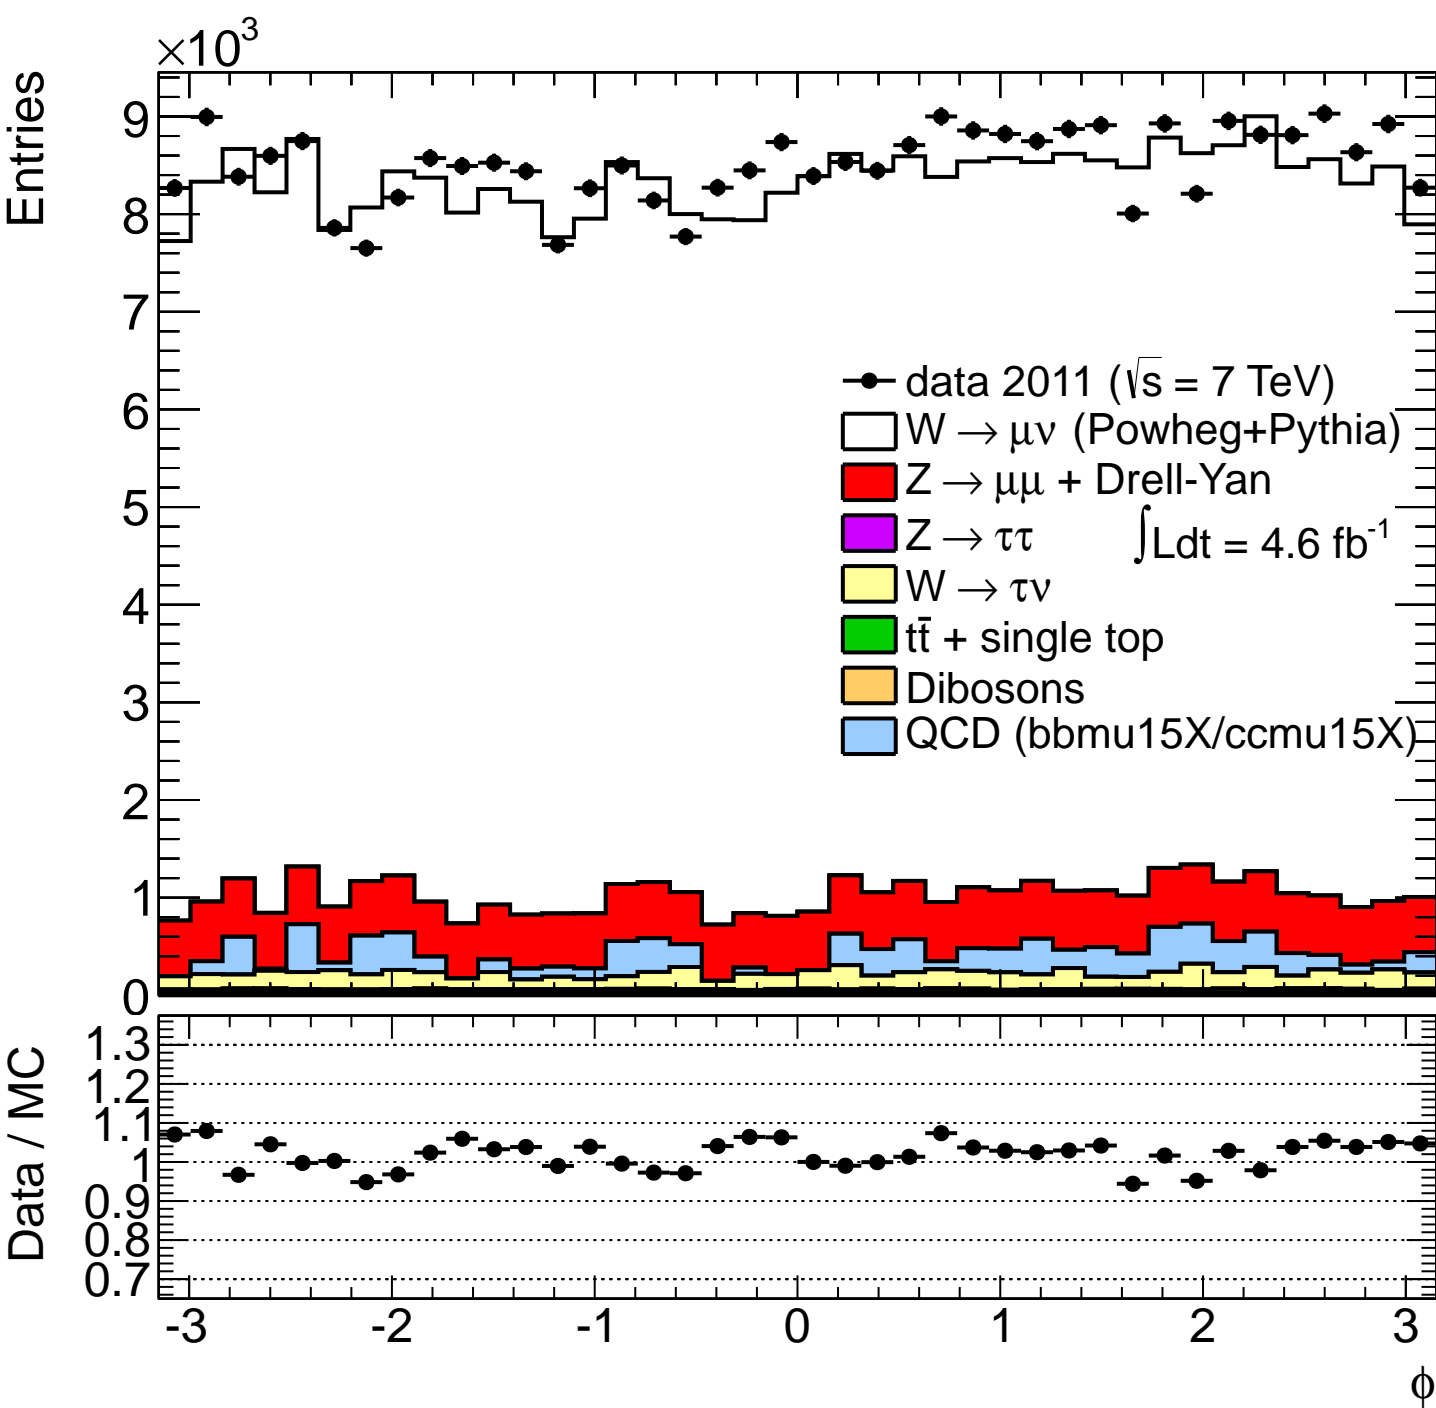 ×10³
Entries
9
8
7
6
5
4
3
2
1
0
data 2011 (√s = 7 TeV)
W → μν (Powheg+Pythia)
Z → μμ + Drell-Yan
Z → ττ
∫Ldt = 4.6 fb⁻¹
W → τν
tt̄ + single top
Dibosons
QCD (bbmu15X/ccmu15X)
Data / MC
1.3
1.2
1.1
1
0.9
0.8
0.7
-3 -2 -1 0 1 2 3
ϕ